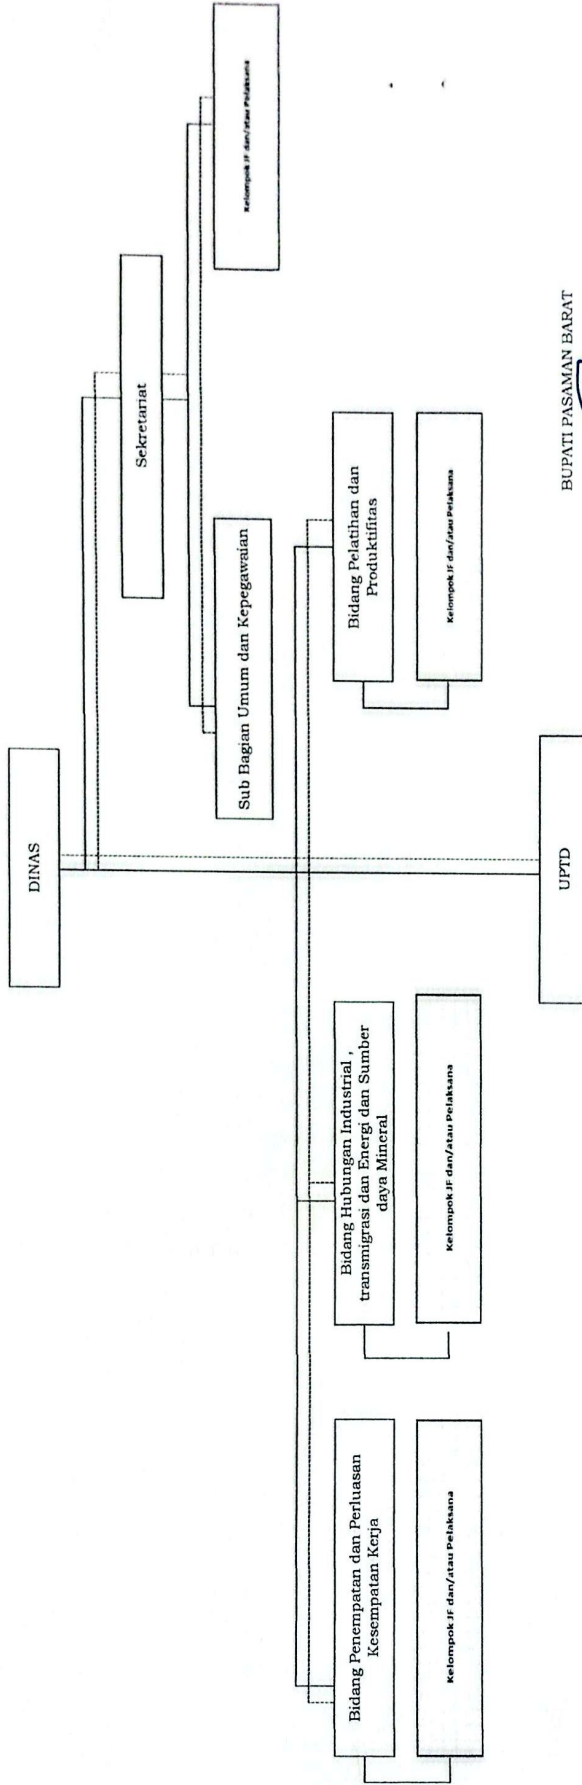 DINAS
Sekretariat
Sub Bagian Umum dan Kepegawaian
Kelompok JF dan/atau Pelaksana
Bidang Penempatan dan Perluasan
Kesempatan Kerja
Bidang Hubungan Industrial ,
transmigrasi dan Energi dan Sumber
daya Mineral
Bidang Pelatihan dan
Produktifitas
Kelompok JF dan/atau Pelaksana
Kelompok JF dan/atau Pelaksana
Kelompok JF dan/atau Pelaksana
UPTD
BUPATI PASAMAN BARAT